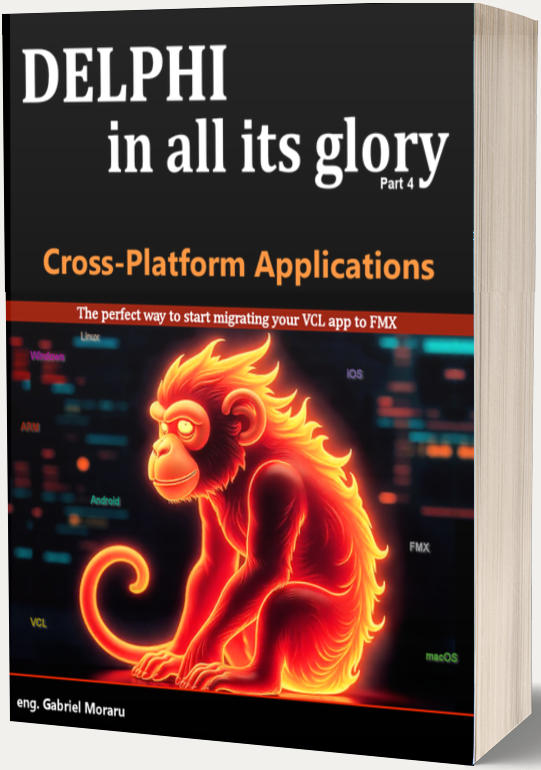 DELPHI
in all its glory
Part 4
Cross-Platform Applications
The perfect way to start migrating your VCL app to FMX
Linux
Windows
iOS
ARM
Android
FMX
VCL
macOS
eng. Gabriel Moraru